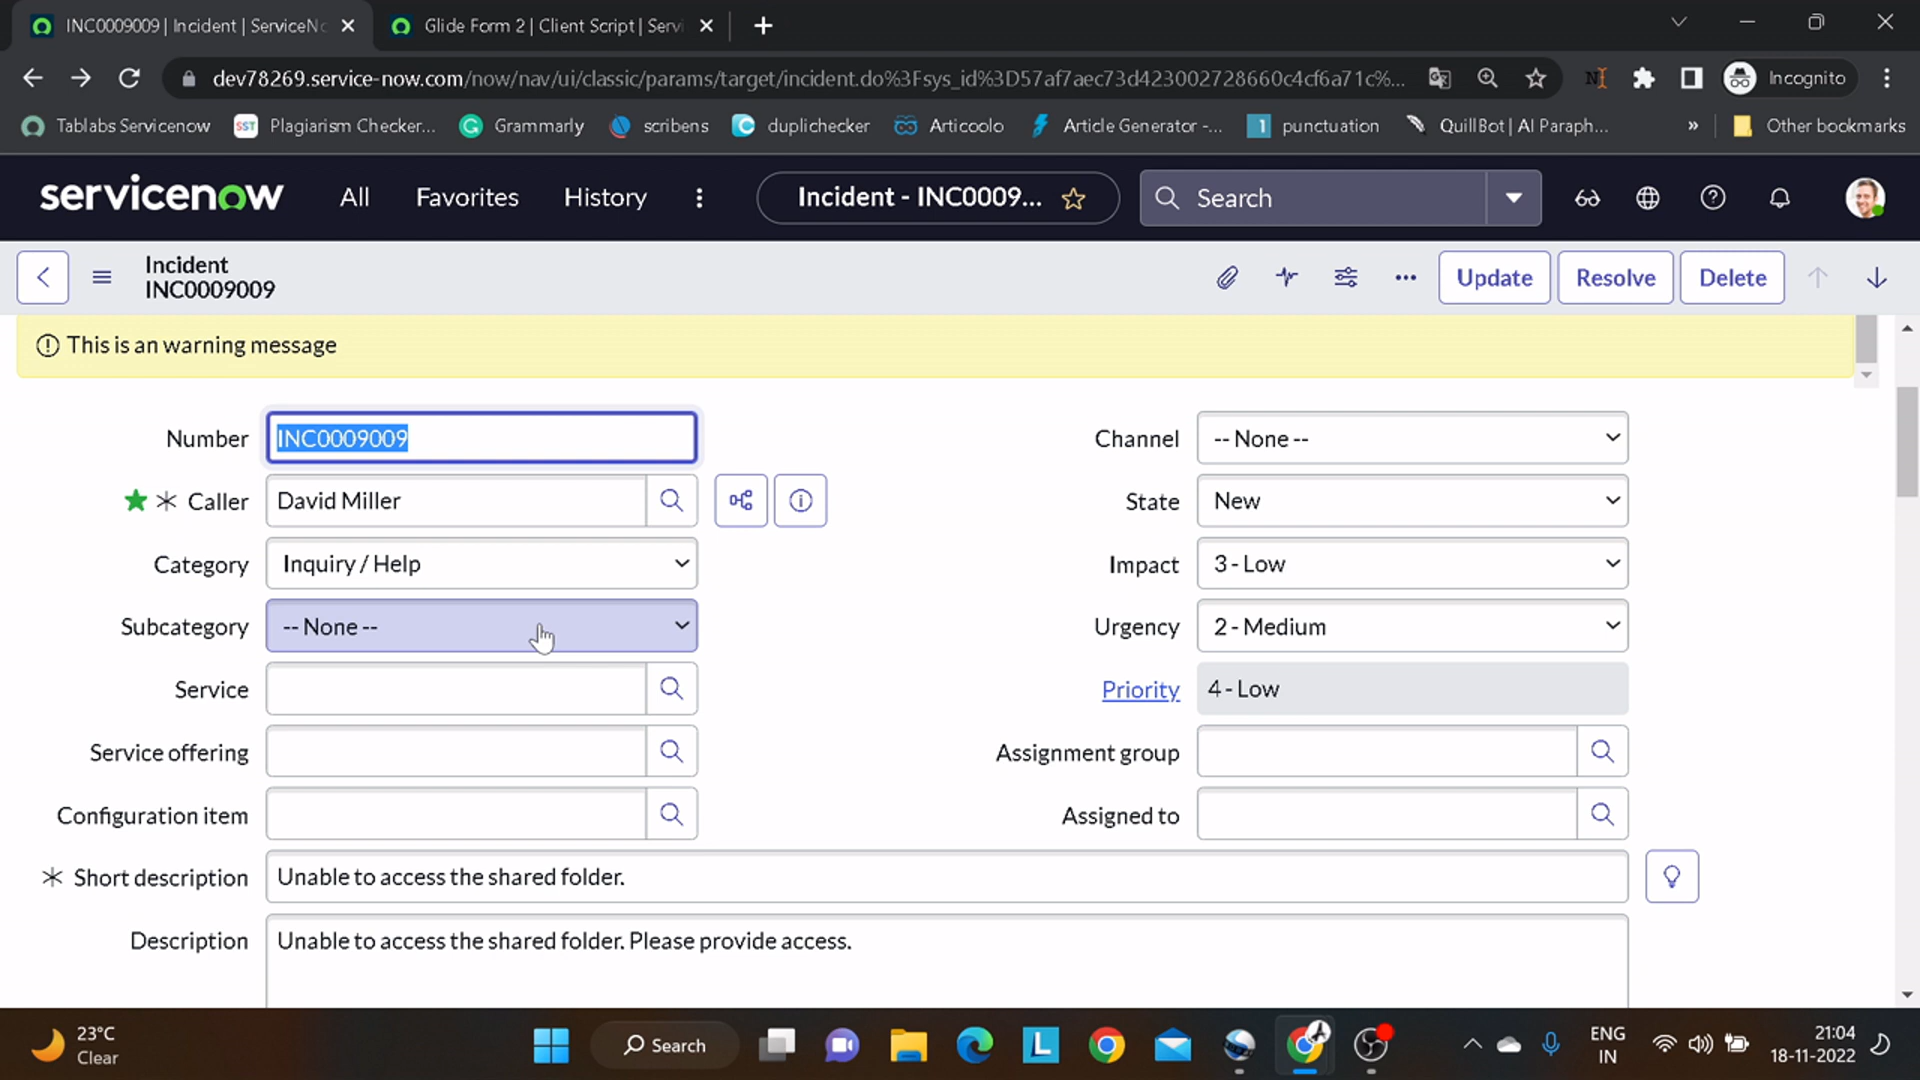 INC0009009 | Incident | ServiceNo
Glide Form 2 | Client Script | Servi
dev78269.service-now.com/now/nav/ui/classic/params/target/incident.do%3Fsys_id%3D57af7aec73d423002728660c4cf6a71c%...
Incognito
Tablabs Servicenow
SST Plagiarism Checker...
Grammarly
scribens
duplichecker
Articoolo
Article Generator -...
1 punctuation
QuillBot | AI Paraph...
»
Other bookmarks
servicenow
All
Favorites
History
Incident - INC0009...
Search
Incident
INC0009009
Update
Resolve
Delete
This is an warning message
Number INC0009009
Channel -- None --
Caller David Miller
State New
Category Inquiry / Help
Impact 3 - Low
Subcategory -- None --
Urgency 2 - Medium
Service
Priority 4 - Low
Service offering
Assignment group
Configuration item
Assigned to
Short description Unable to access the shared folder.
Description Unable to access the shared folder. Please provide access.
23°C
Clear
Search
L
ENG
IN
21:04
18-11-2022